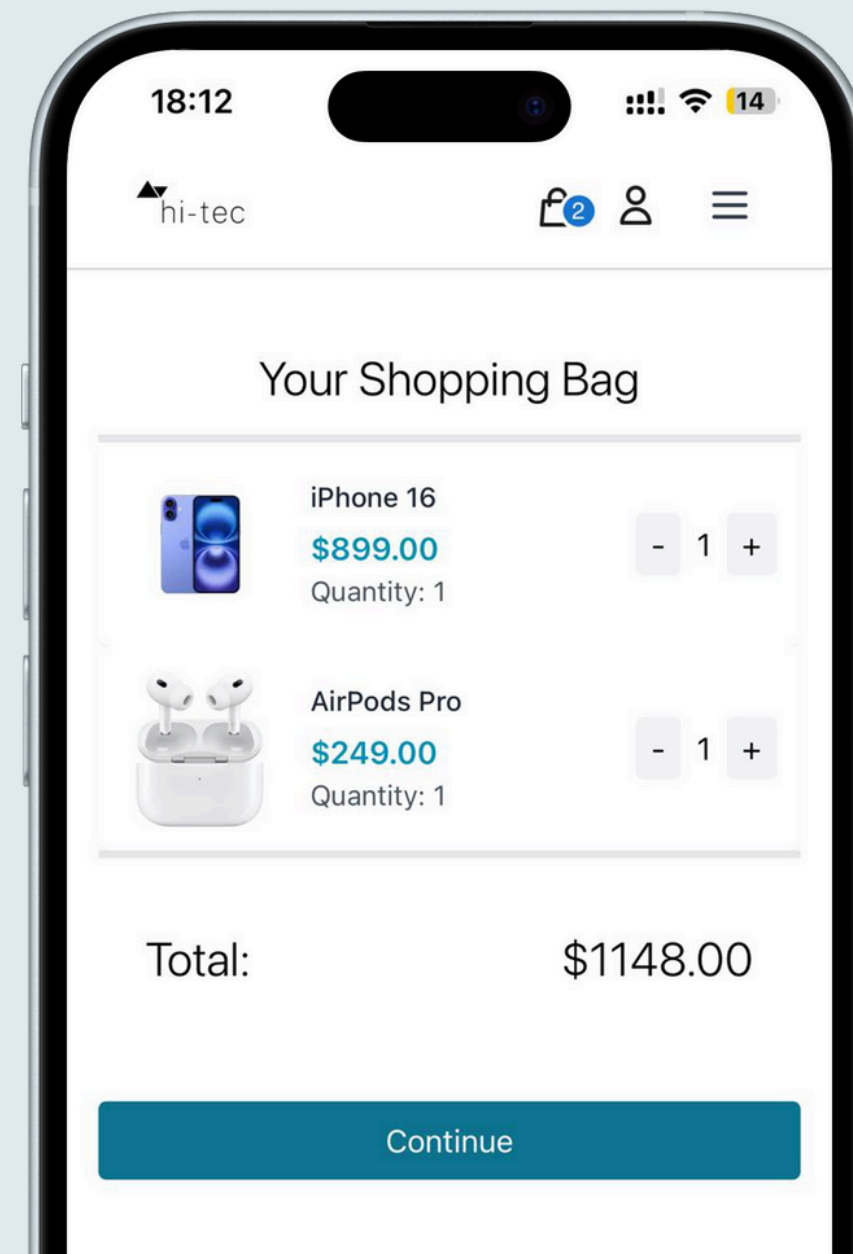 18:12
14
hi-tec
2
Your Shopping Bag
iPhone 16
$899.00
- 1 +
Quantity: 1
AirPods Pro
$249.00
- 1 +
Quantity: 1
Total: $1148.00
Continue